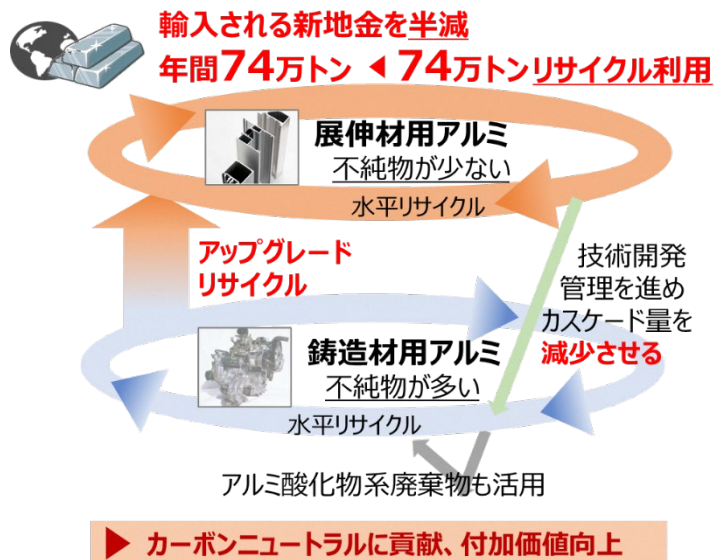 輸入される新地金を半減
年間74万トン ◀ 74万トンリサイクル利用
展伸材用アルミ
不純物が少ない
水平リサイクル
アップグレード
リサイクル
技術開発
管理を進め
カスケード量を
減少させる
鋳造材用アルミ
不純物が多い
水平リサイクル
アルミ酸化物系廃棄物も活用
▶ カーボンニュートラルに貢献、付加価値向上